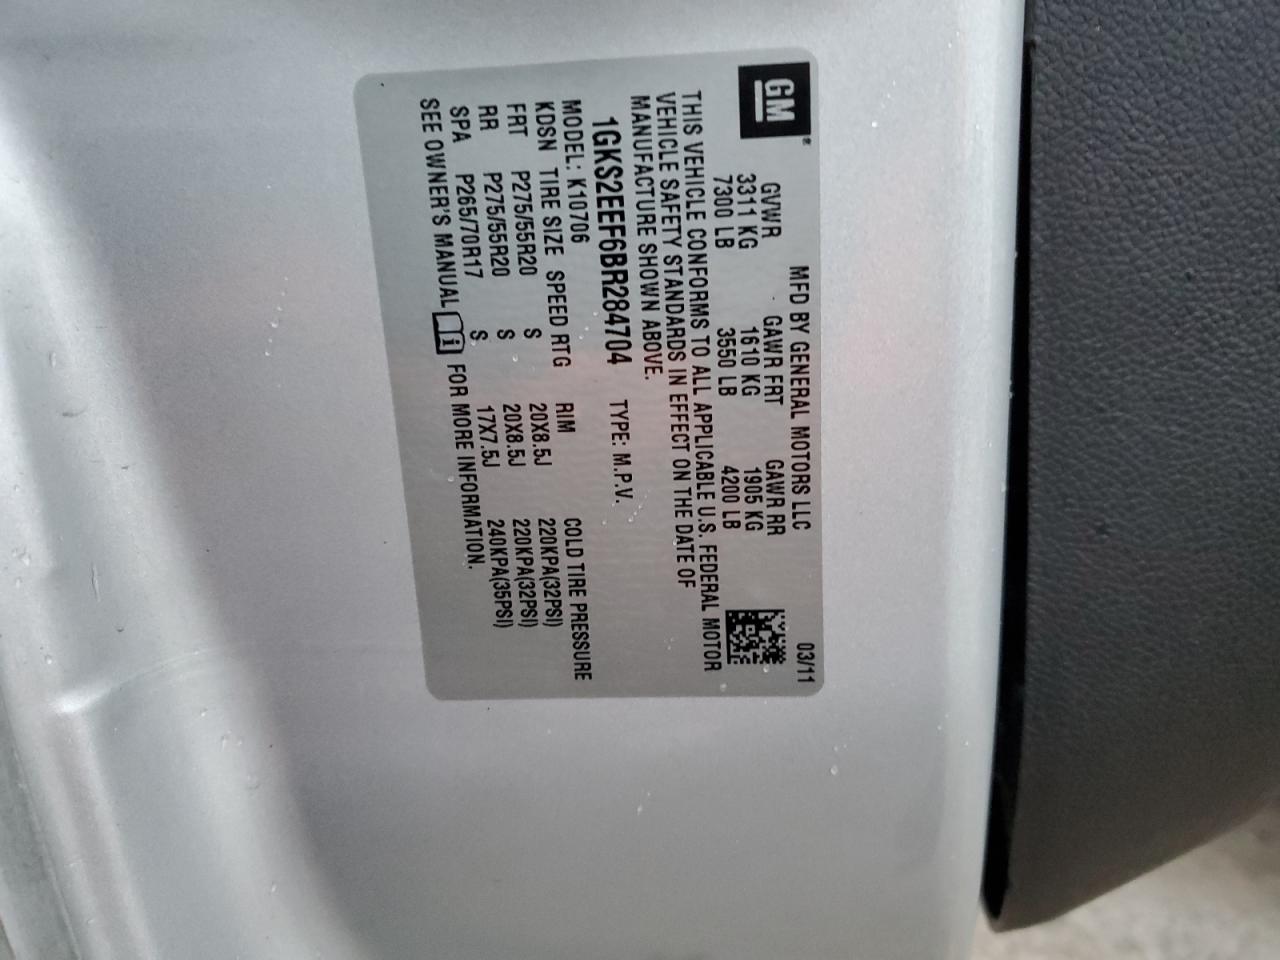 GM
MFD BY GENERAL MOTORS LLC 03/11
GVWR GAWR FRT GAWR RR
3311 KG 1610 KG 1905 KG
7300 LB 3550 LB 4200 LB
THIS VEHICLE CONFORMS TO ALL APPLICABLE U.S. FEDERAL MOTOR
VEHICLE SAFETY STANDARDS IN EFFECT ON THE DATE OF
MANUFACTURE SHOWN ABOVE.
1GKS2EEF6BR284704 TYPE: M.P.V.
MODEL: K10706
KDSN TIRE SIZE SPEED RTG RIM COLD TIRE PRESSURE
FRT P275/55R20 S 20X8.5J 220KPA(32PSI)
RR P275/55R20 S 20X8.5J 220KPA(32PSI)
SPA P265/70R17 S 17X7.5J 240KPA(35PSI)
SEE OWNER'S MANUAL i FOR MORE INFORMATION.